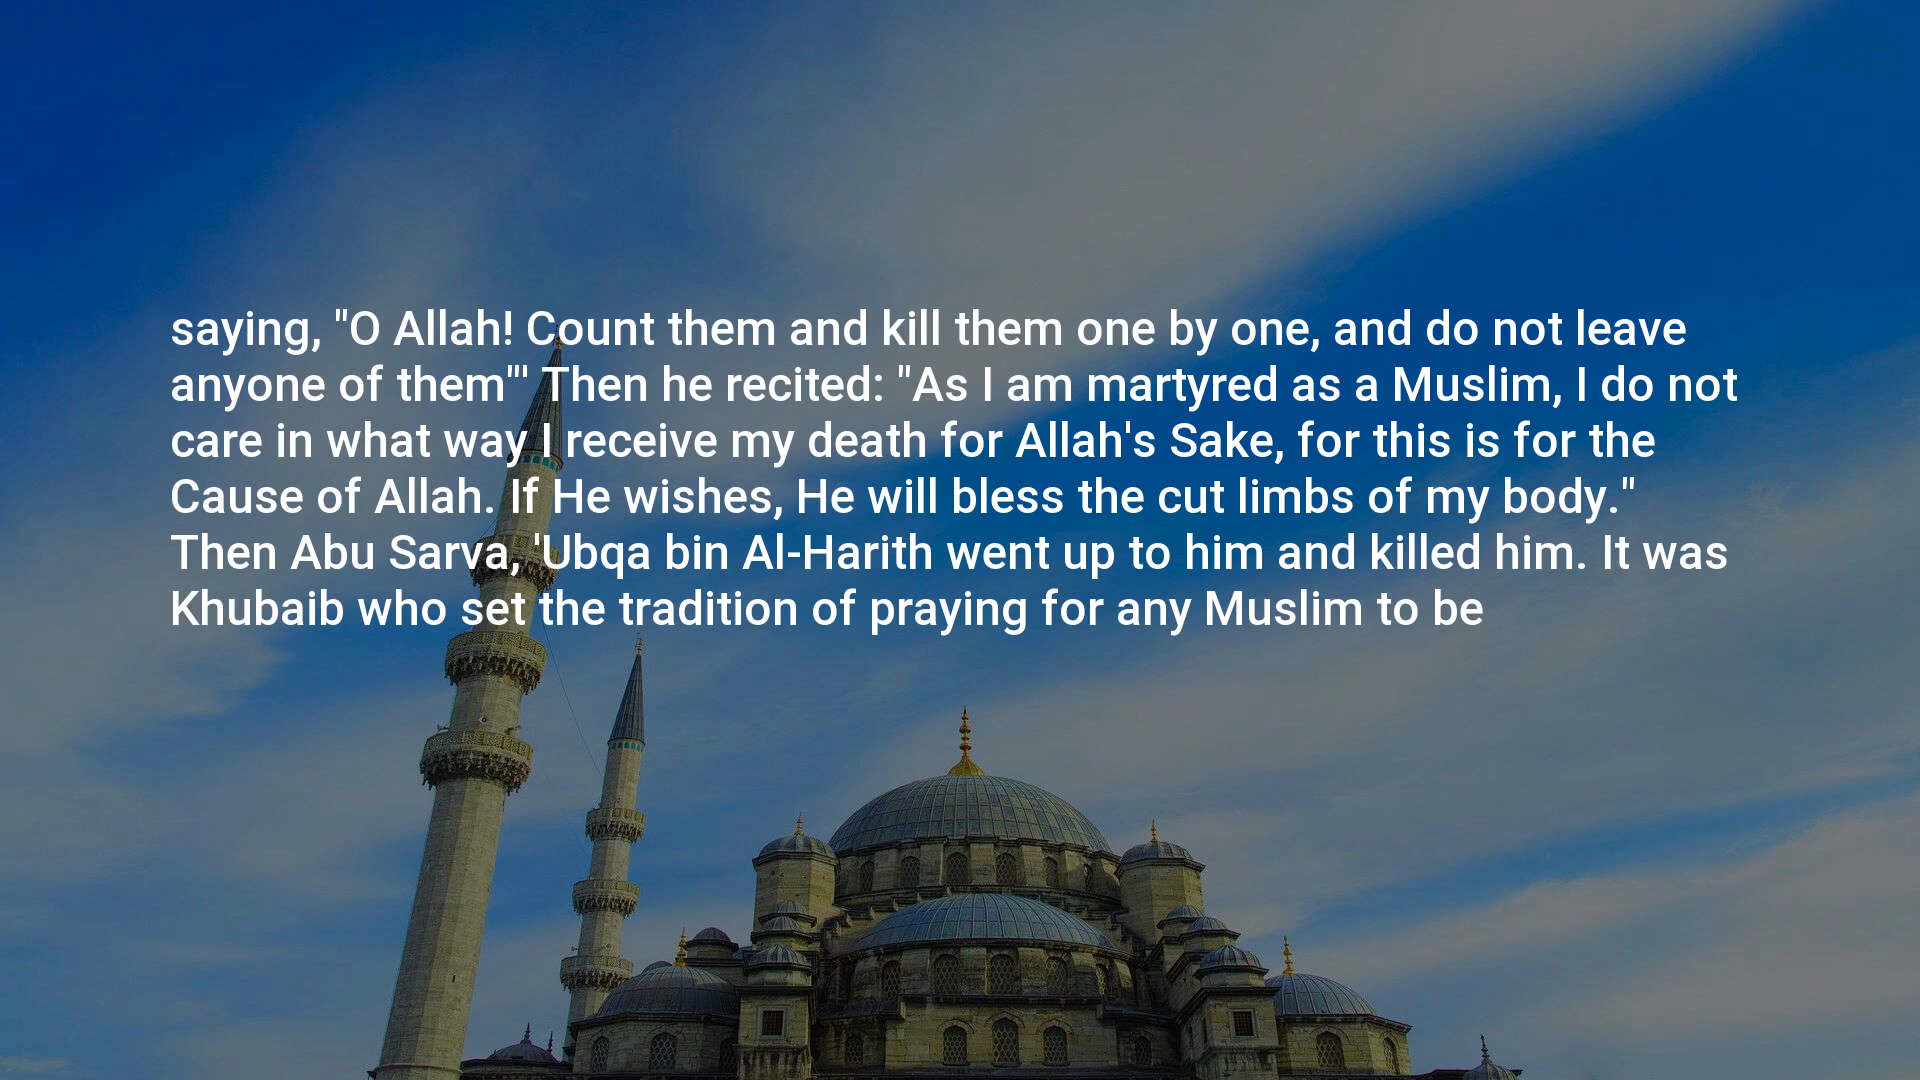 saying, "O Allah! Count them and kill them one by one, and do not leave
anyone of them"' Then he recited: "As I am martyred as a Muslim, I do not
care in what way I receive my death for Allah's Sake, for this is for the
Cause of Allah. If He wishes, He will bless the cut limbs of my body."
Then Abu Sarva, 'Ubqa bin Al-Harith went up to him and killed him. It was
Khubaib who set the tradition of praying for any Muslim to be